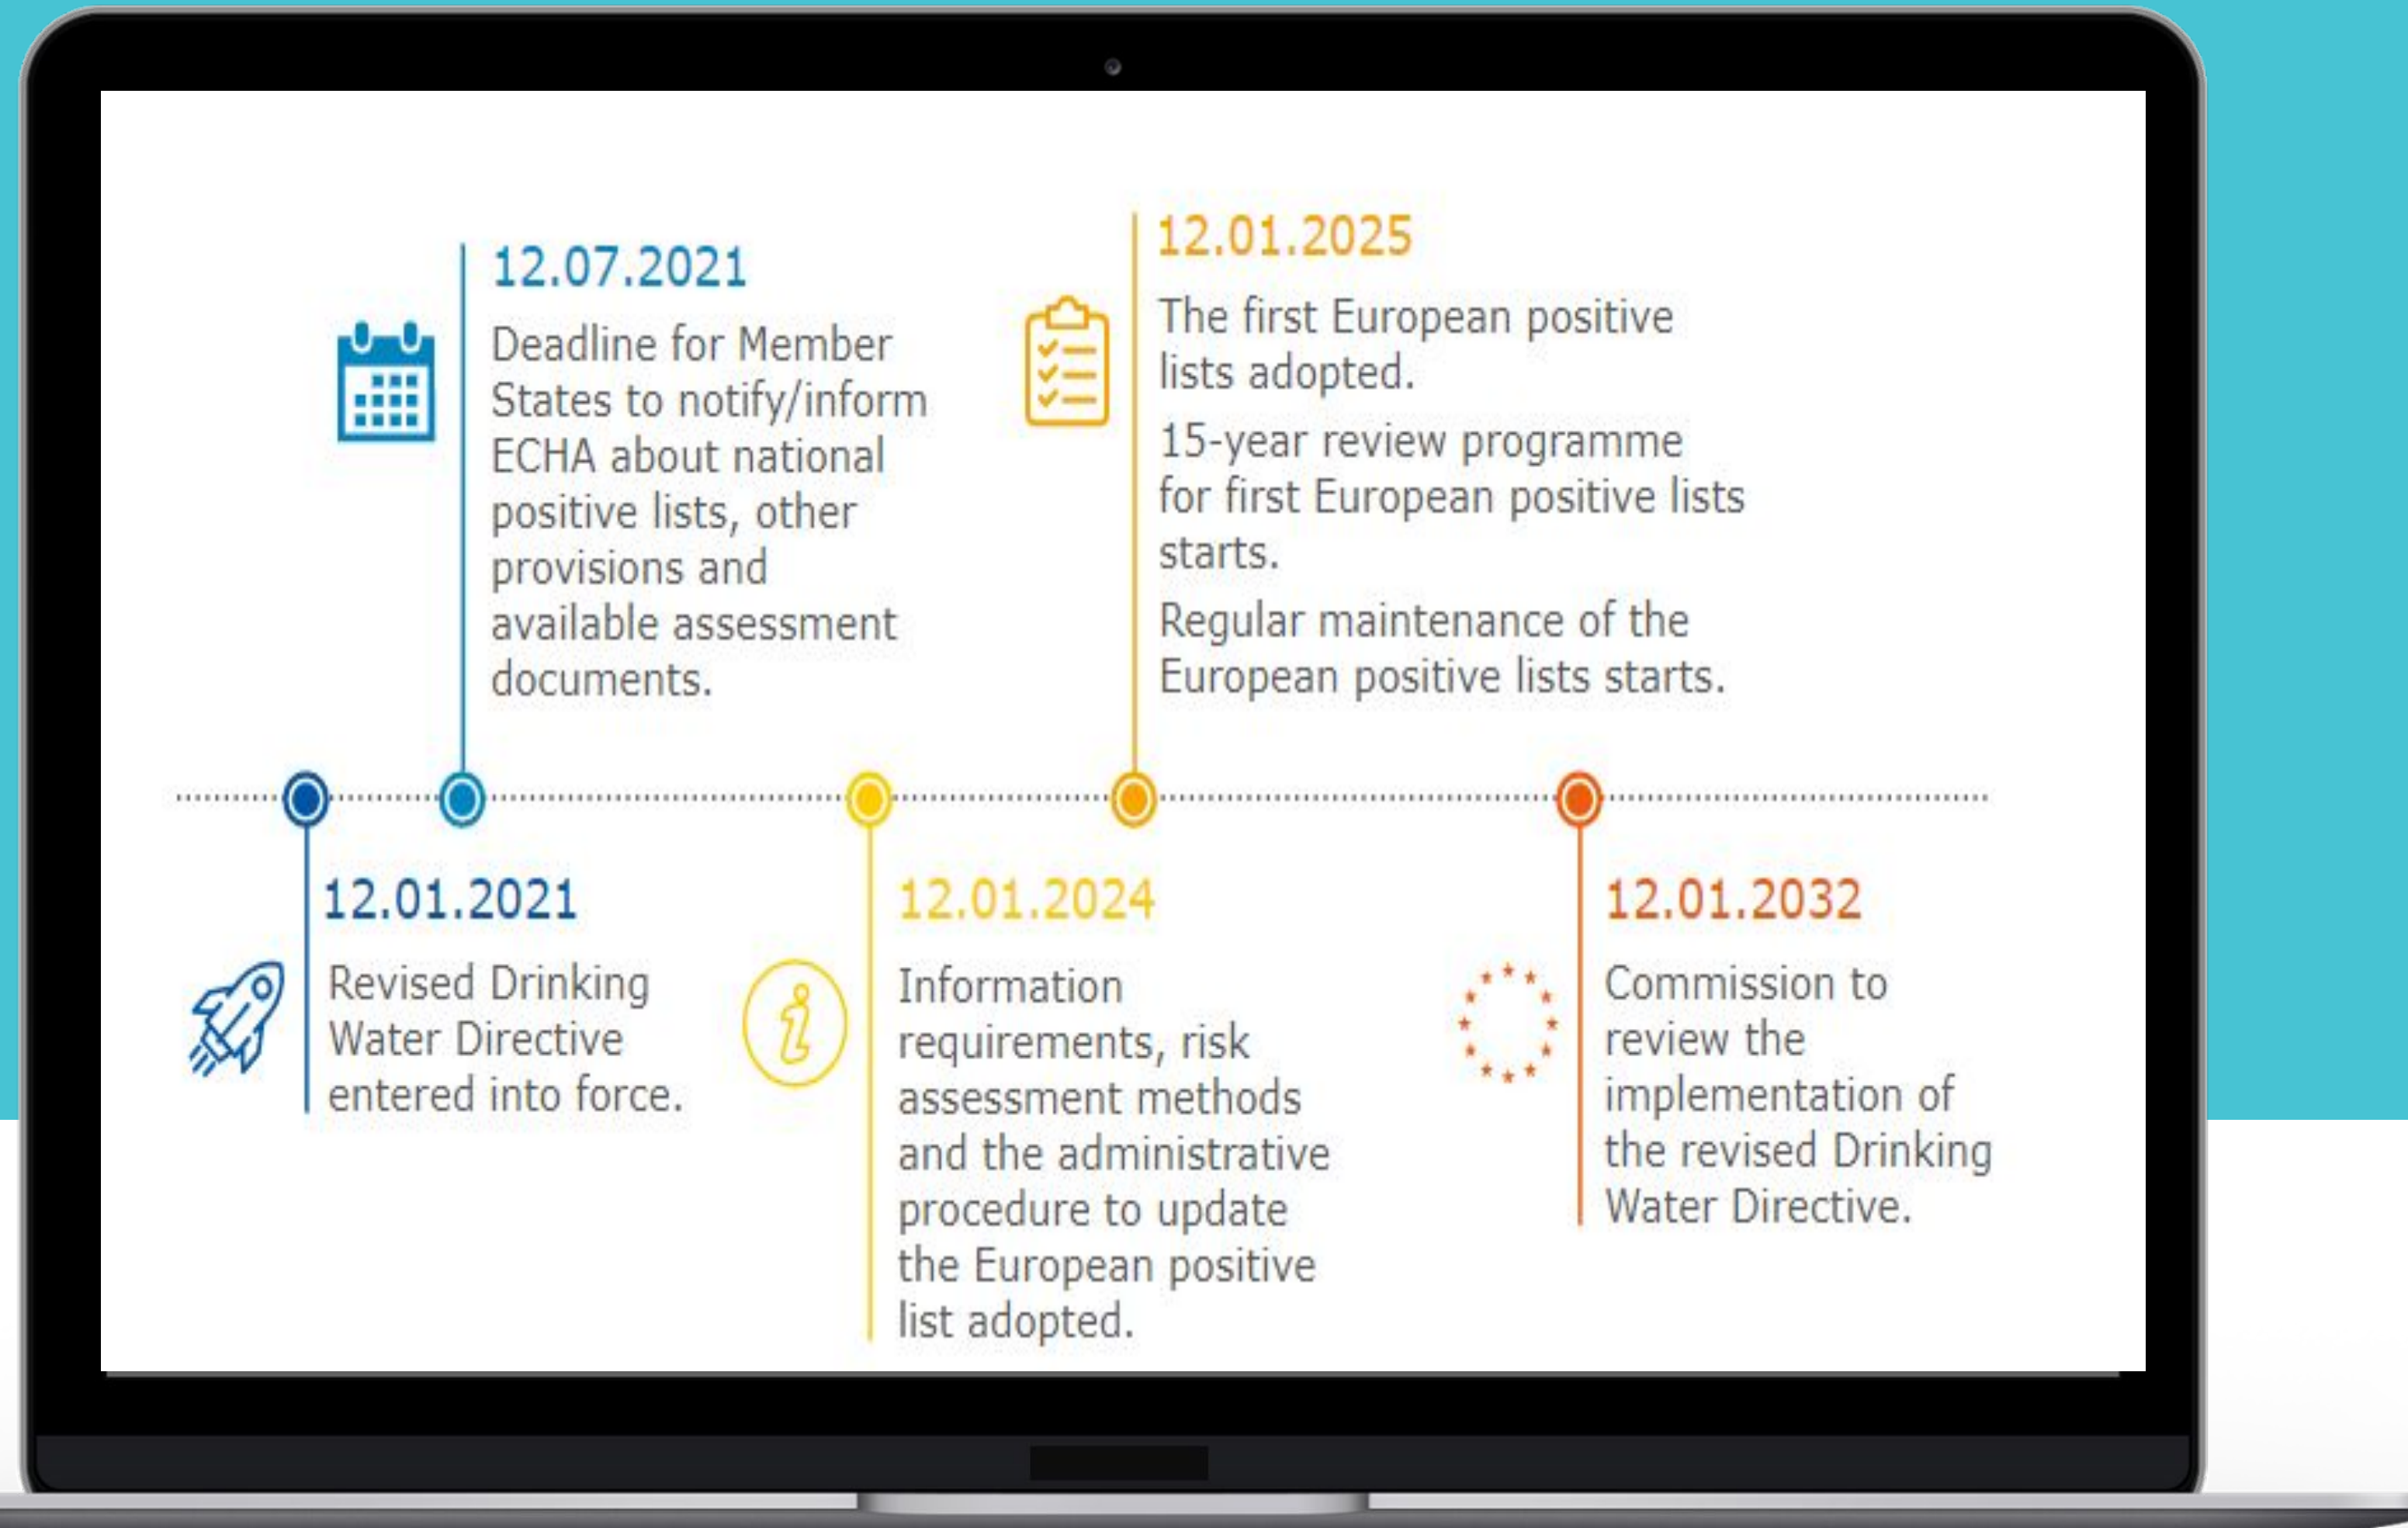 12.07.2021
Deadline for Member
States to notify/inform
ECHA about national
positive lists, other
provisions and
available assessment
documents.
12.01.2025
The first European positive
lists adopted.
15-year review programme
for first European positive lists
starts.
Regular maintenance of the
European positive lists starts.
12.01.2021
Revised Drinking
Water Directive
entered into force.
12.01.2024
Information
requirements, risk
assessment methods
and the administrative
procedure to update
the European positive
list adopted.
12.01.2032
Commission to
review the
implementation of
the revised Drinking
Water Directive.